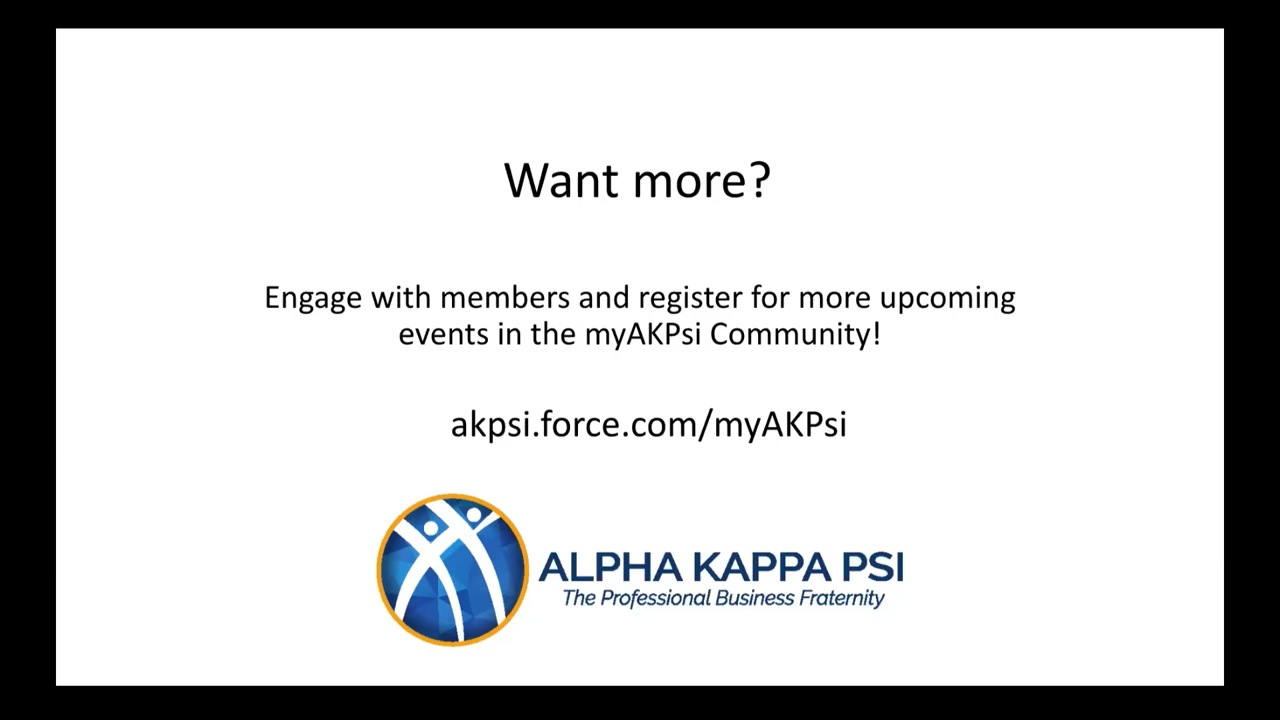 Want more?
Engage with members and register for more upcoming
events in the myAKPsi Community!
akpsi.force.com/myAKPsi
ALPHA KAPPA PSI
The Professional Business Fraternity